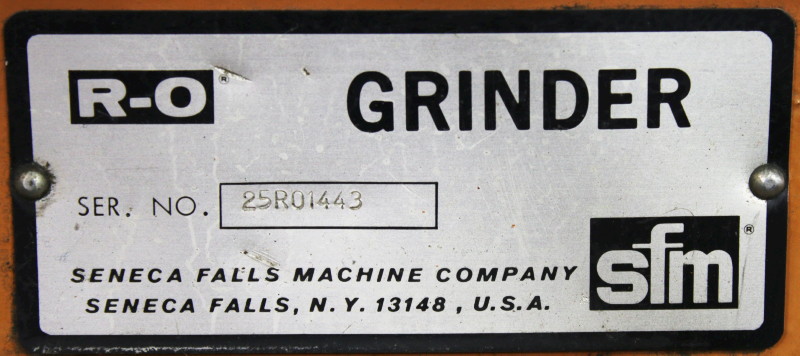 R-O® GRINDER
SER. NO. 25R01443
SENECA FALLS MACHINE COMPANY
SENECA FALLS, N.Y. 13148, U.S.A.
sfm®